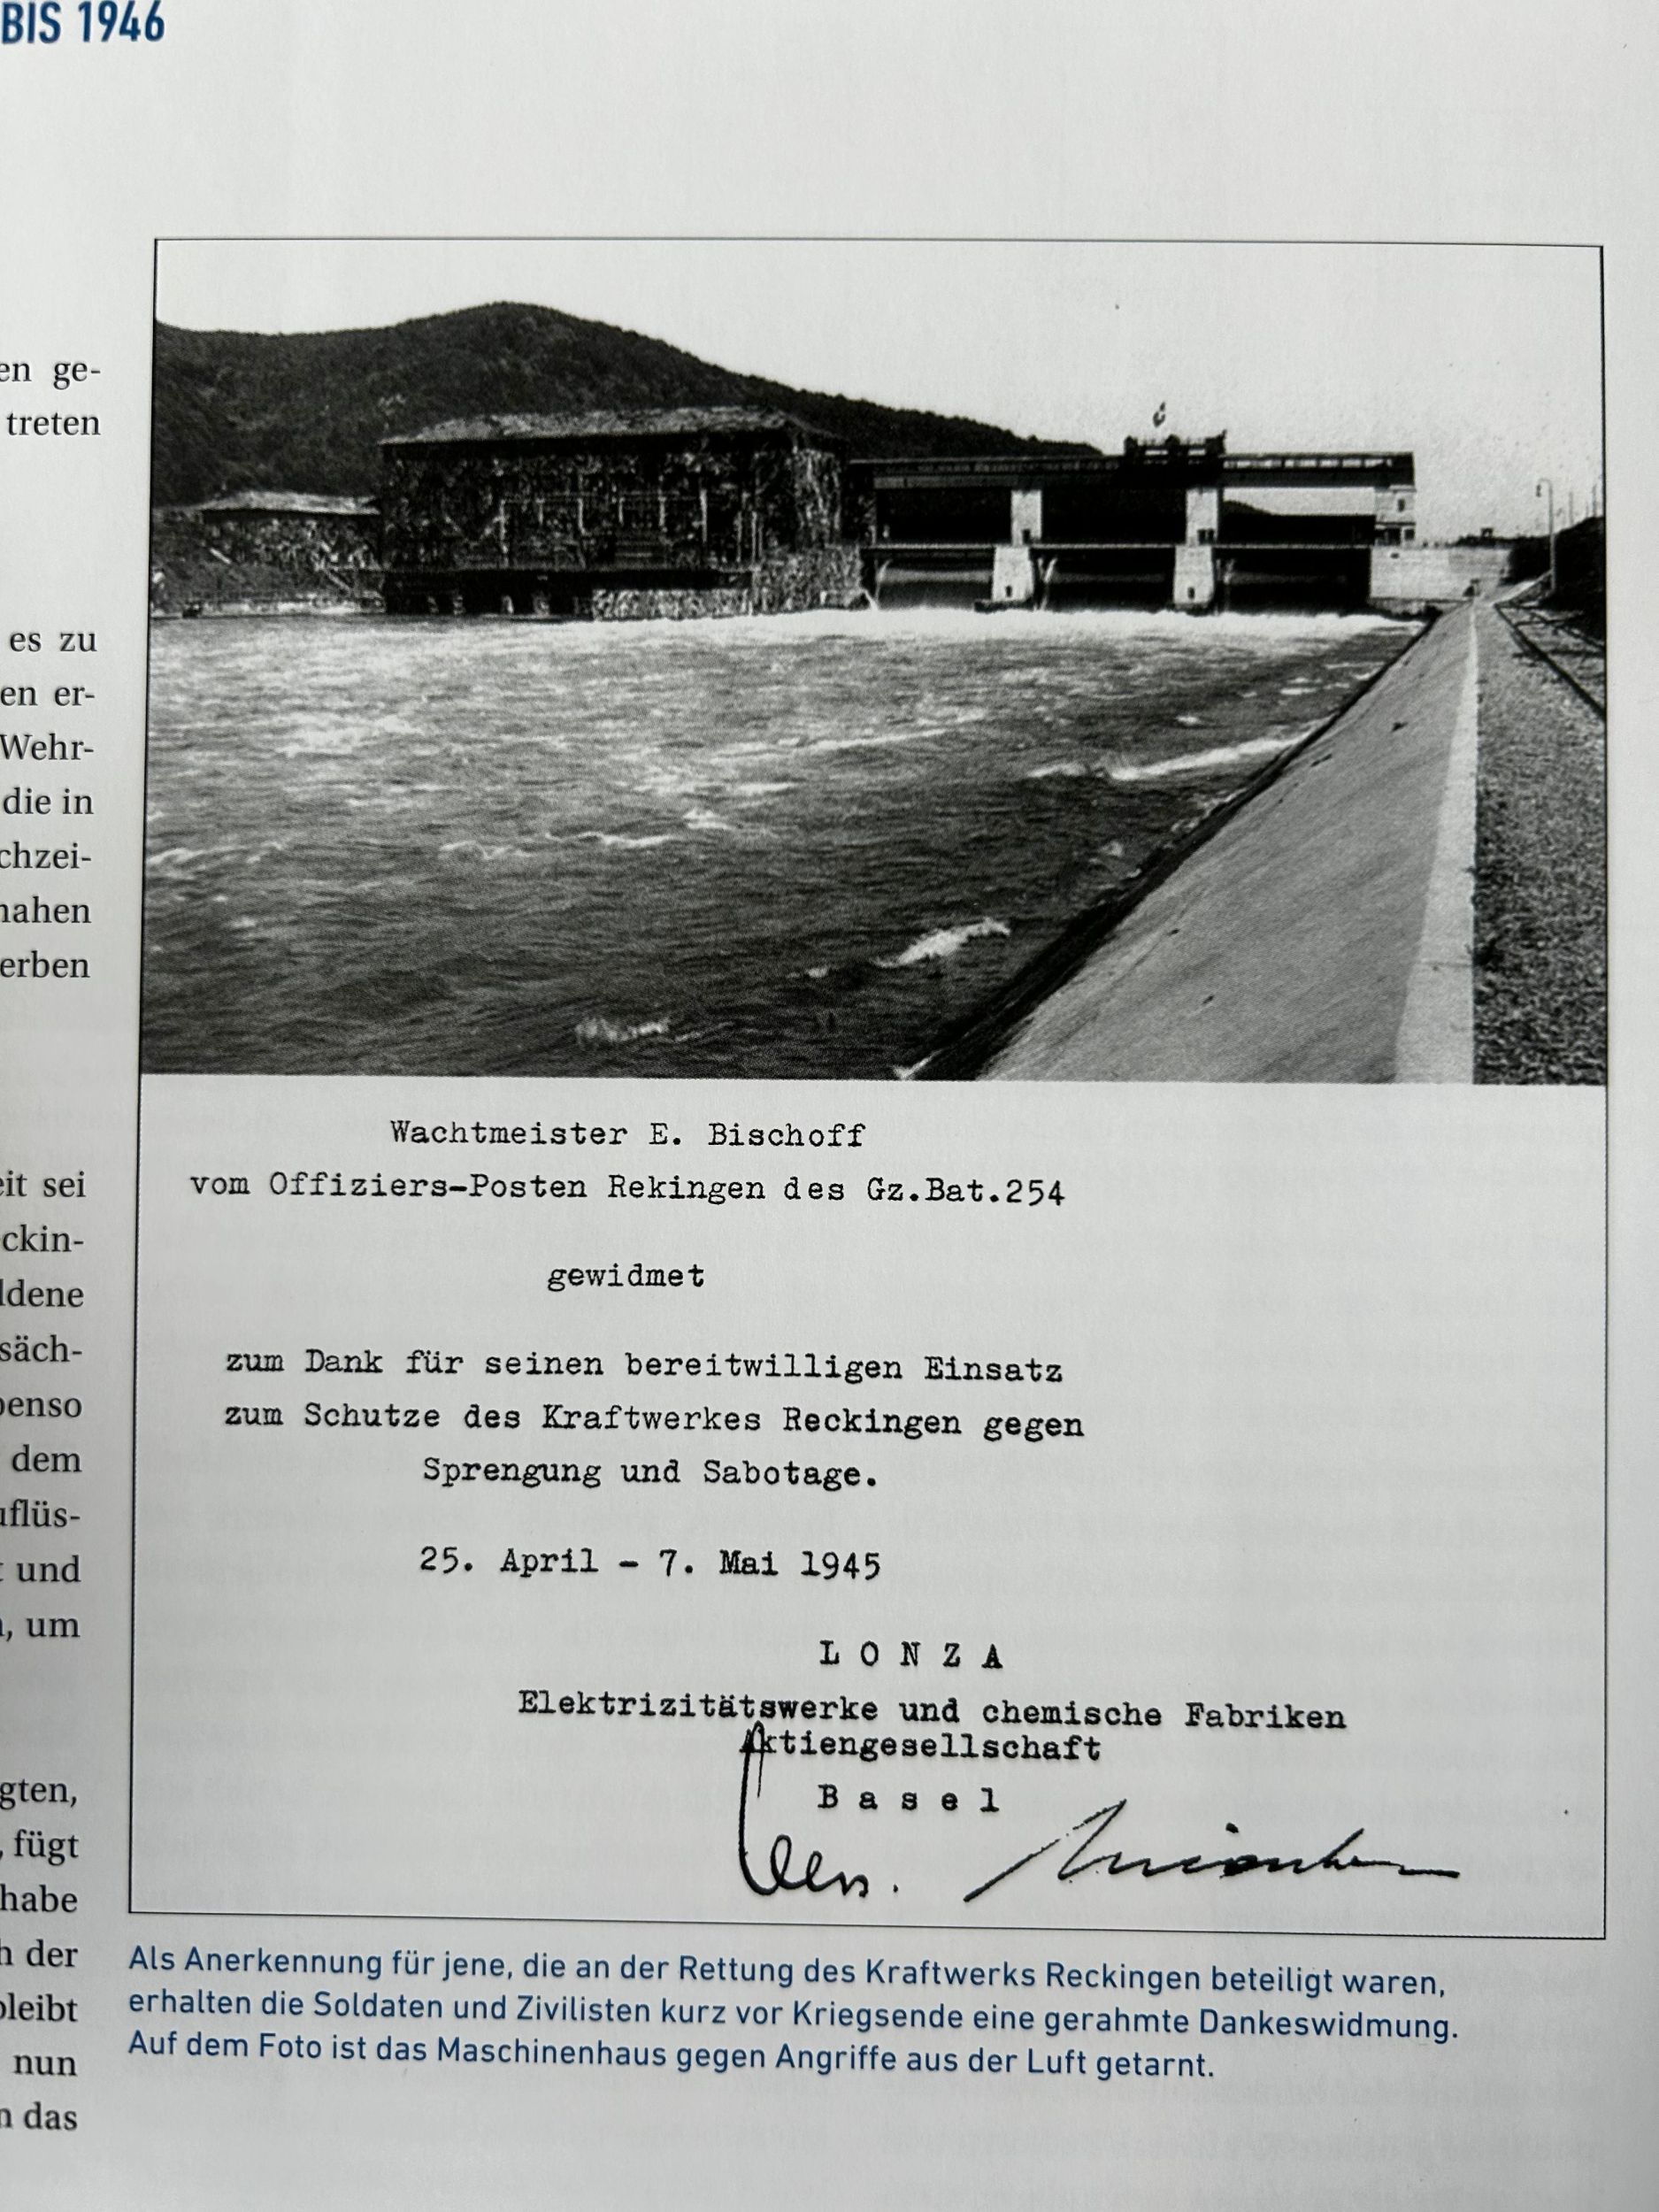 BIS 1946
en ge-
treten
es zu
en er-
Wehr-
die in
chzei-
nahen
erben
eit sei
ckin-
ldene
säch-
benso
dem
uflüs-
t und
n, um
gten,
, fügt
habe
h der
bleibt
nun
n das
Wachtmeister E. Bischoff
vom Offiziers-Posten Rekingen des Gz.Bat.254
gewidmet
zum Dank für seinen bereitwilligen Einsatz
zum Schutze des Kraftwerkes Reckingen gegen
Sprengung und Sabotage.
25. April - 7. Mai 1945
L O N Z A
Elektrizitätswerke und chemische Fabriken
Aktiengesellschaft
B a s e l
Als Anerkennung für jene, die an der Rettung des Kraftwerks Reckingen beteiligt waren,
erhalten die Soldaten und Zivilisten kurz vor Kriegsende eine gerahmte Dankeswidmung.
Auf dem Foto ist das Maschinenhaus gegen Angriffe aus der Luft getarnt.